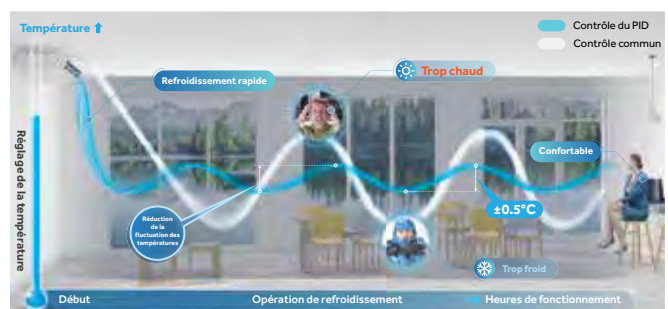 Température
Contrôle du PID
Contrôle commun
Refroidissement rapide
Trop chaud
Réglage de la température
Confortable
Réduction
de la
fluctuation des
températures
±0.5°C
Trop froid
Début
Opération de refroidissement
Heures de fonctionnement